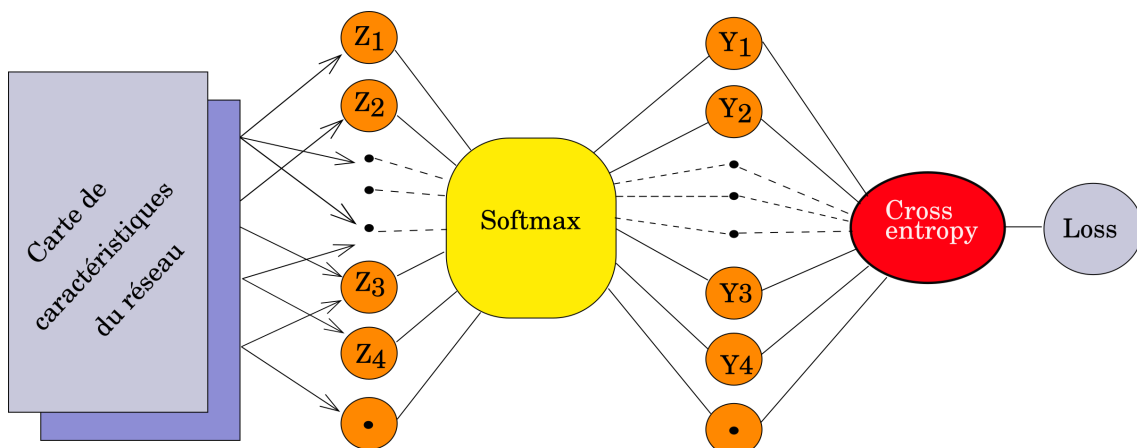 Carte de
caractéristiques
du réseau
Z1
Z2
Z3
Z4
Softmax
Y1
Y2
Y3
Y4
Cross
entropy
Loss